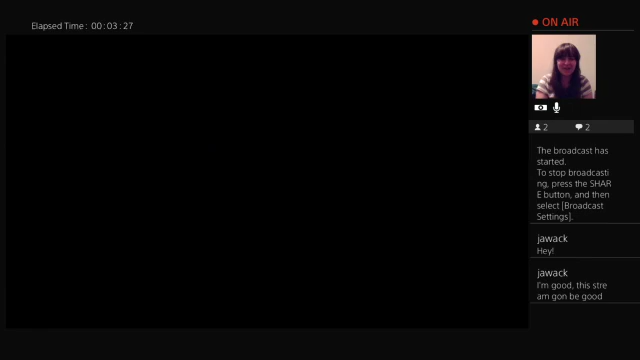 Elapsed Time : 00 : 03 : 27
ON AIR
2
2
The broadcast has
started.
To stop broadcasti
ng, press the SHAR
E button, and then
select [Broadcast
Settings].
jawack
Hey!
jawack
I'm good, this stre
am gon be good